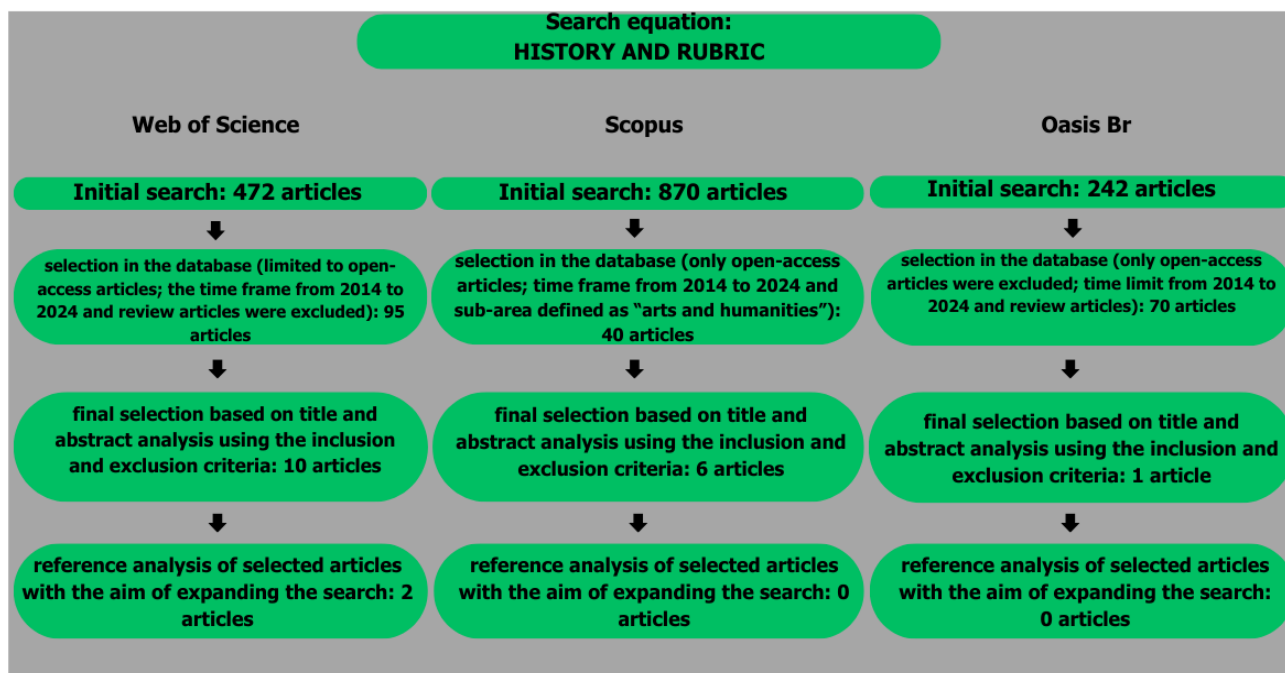 Search equation:
HISTORY AND RUBRIC
Web of Science
Scopus
Oasis Br
Initial search: 472 articles
Initial search: 870 articles
Initial search: 242 articles
selection in the database (limited to open-
access articles; the time frame from 2014 to
2024 and review articles were excluded): 95
articles
selection in the database (only open-access
articles; time frame from 2014 to 2024 and
sub-area defined as “arts and humanities”):
40 articles
selection in the database (only open-access
articles were excluded; time limit from 2014 to
2024 and review articles): 70 articles
final selection based on title and
abstract analysis using the inclusion
and exclusion criteria: 10 articles
final selection based on title and
abstract analysis using the inclusion and
exclusion criteria: 6 articles
final selection based on title and
abstract analysis using the inclusion and
exclusion criteria: 1 article
reference analysis of selected articles
with the aim of expanding the search: 2
articles
reference analysis of selected articles
with the aim of expanding the search: 0
articles
reference analysis of selected articles
with the aim of expanding the search:
0 articles